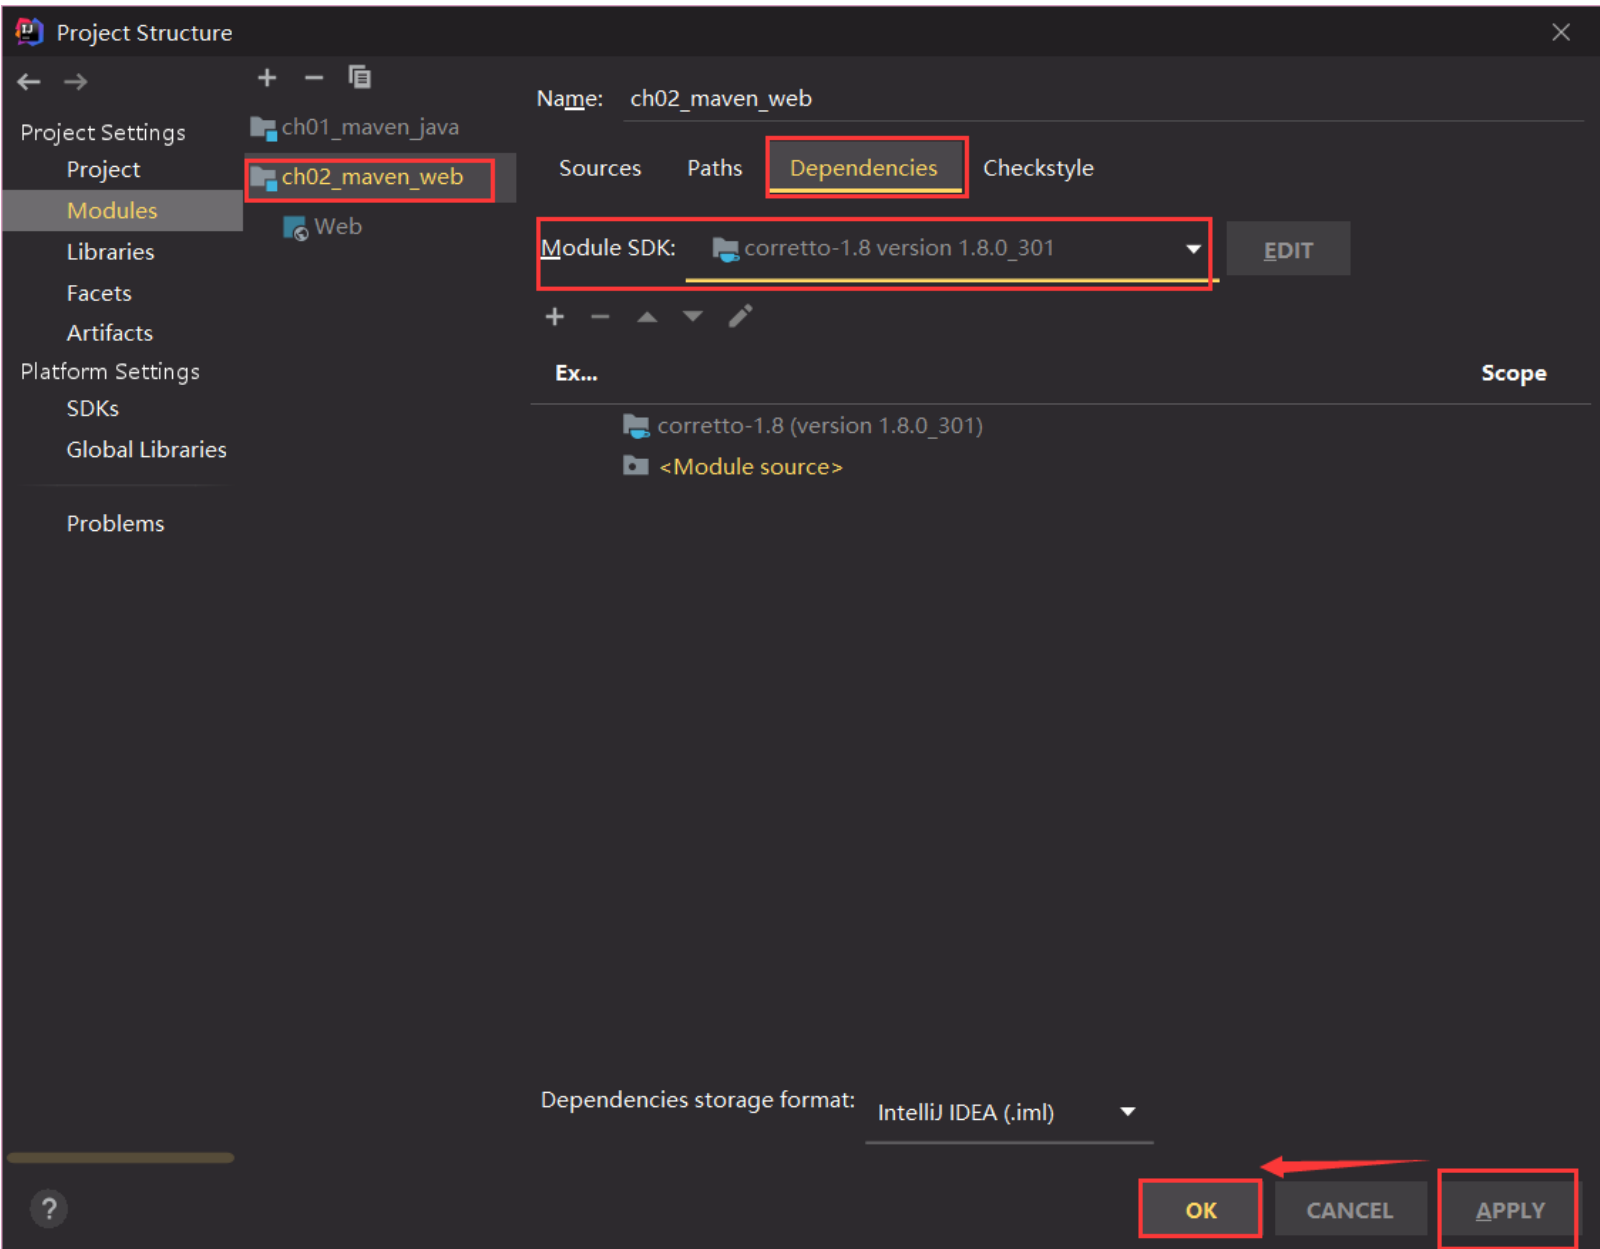 Project Structure
Project Settings
Project
Modules
Libraries
Facets
Artifacts
Platform Settings
SDKs
Global Libraries
Problems
ch01_maven_java
ch02_maven_web
Web
Name: ch02_maven_web
Sources Paths Dependencies Checkstyle
Module SDK: corretto-1.8 version 1.8.0_301 EDIT
Ex... Scope
corretto-1.8 (version 1.8.0_301)
<Module source>
Dependencies storage format: IntelliJ IDEA (.iml)
? OK CANCEL APPLY